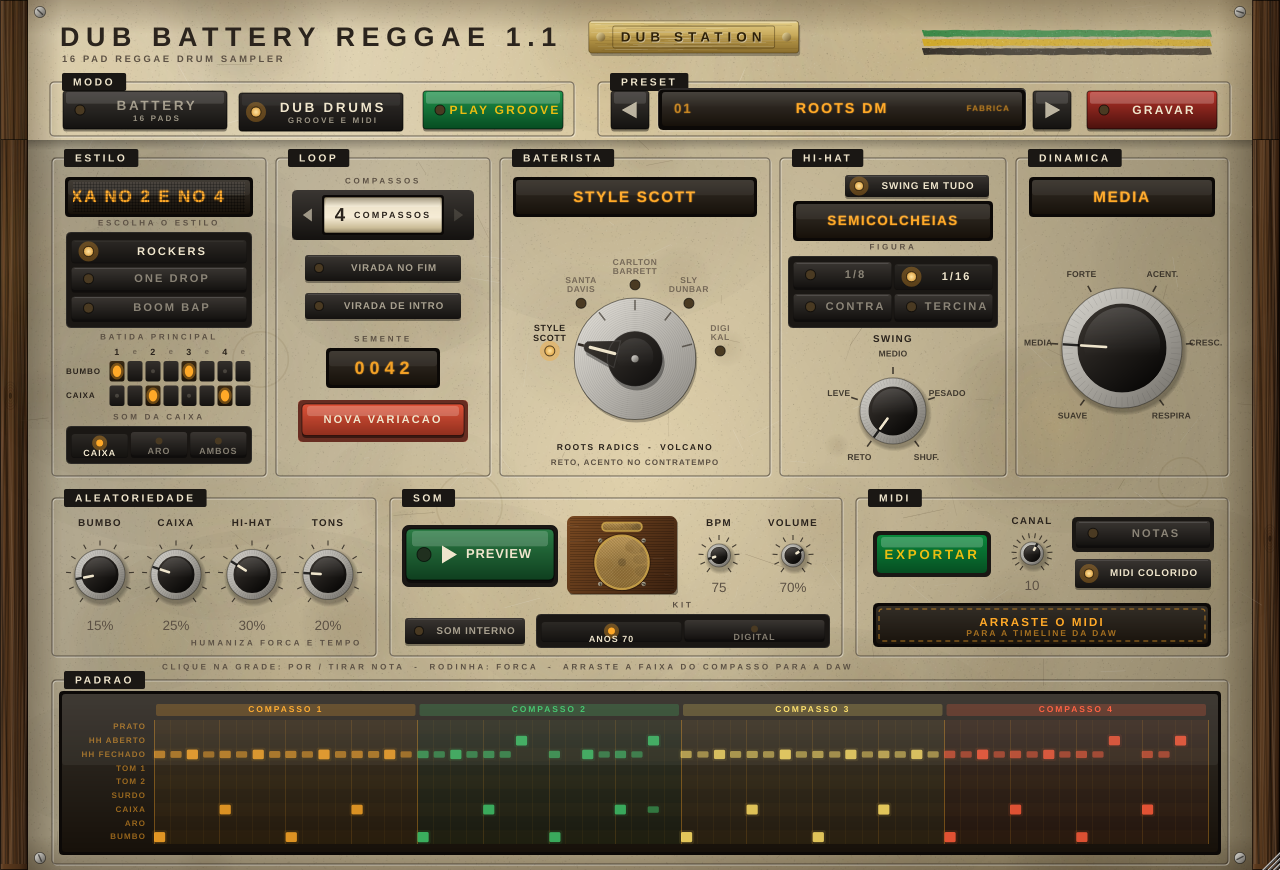 DUB BATTERY REGGAE 1.1
16 PAD REGGAE DRUM SAMPLER
DUB STATION
MODO
BATTERY
16 PADS
DUB DRUMS
GROOVE E MIDI
PLAY GROOVE
PRESET
01
ROOTS DM
FABRICA
GRAVAR
ESTILO
XA NO 2 E NO 4
ESCOLHA O ESTILO
ROCKERS
ONE DROP
BOOM BAP
BATIDA PRINCIPAL
1 e 2 e 3 e 4 e
BUMBO
CAIXA
SOM DA CAIXA
CAIXA
ARO
AMBOS
LOOP
COMPASSOS
4 COMPASSOS
VIRADA NO FIM
VIRADA DE INTRO
SEMENTE
0042
NOVA VARIACAO
BATERISTA
STYLE SCOTT
CARLTON
BARRETT
SANTA
DAVIS
SLY
DUNBAR
STYLE
SCOTT
DIGI
KAL
ROOTS RADICS - VOLCANO
RETO, ACENTO NO CONTRATEMPO
HI-HAT
SWING EM TUDO
SEMICOLCHEIAS
FIGURA
1/8
1/16
CONTRA
TERCINA
SWING
MEDIO
LEVE
PESADO
RETO
SHUF.
DINAMICA
MEDIA
FORTE
ACENT.
MEDIA
CRESC.
SUAVE
RESPIRA
ALEATORIEDADE
BUMBO
CAIXA
HI-HAT
TONS
15%
25%
30%
20%
HUMANIZA FORCA E TEMPO
SOM
PREVIEW
BPM
VOLUME
75
70%
KIT
SOM INTERNO
ANOS 70
DIGITAL
MIDI
EXPORTAR
CANAL
10
NOTAS
MIDI COLORIDO
ARRASTE O MIDI
PARA A TIMELINE DA DAW
CLIQUE NA GRADE: POR / TIRAR NOTA - RODINHA: FORCA - ARRASTE A FAIXA DO COMPASSO PARA A DAW
PADRAO
COMPASSO 1
COMPASSO 2
COMPASSO 3
COMPASSO 4
PRATO
HH ABERTO
HH FECHADO
TOM 1
TOM 2
SURDO
CAIXA
ARO
BUMBO